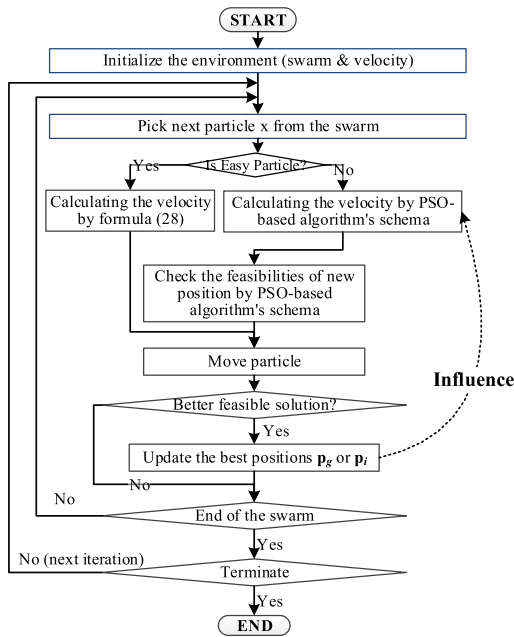 START
Initialize the environment (swarm & velocity)
Pick next particle x from the swarm
Is Easy Particle?
Yes
No
Calculating the velocity
by formula (28)
Calculating the velocity by PSO-
based algorithm's schema
Check the feasibilities of new
position by PSO-based
algorithm's schema
Move particle
Influence
Better feasible solution?
Yes
Update the best positions pg or pi
No
No
End of the swarm
Yes
No (next iteration)
Terminate
Yes
END